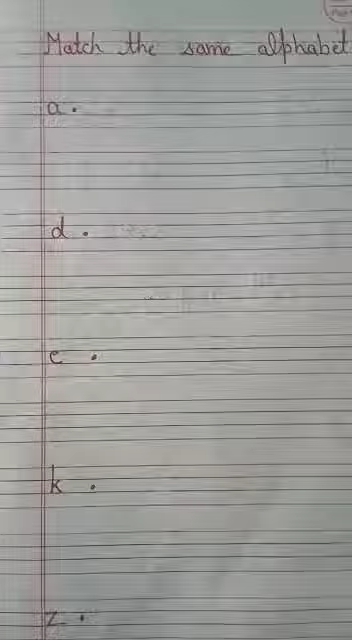 Match the same alphabet
a .
d .
e .
k .
z .